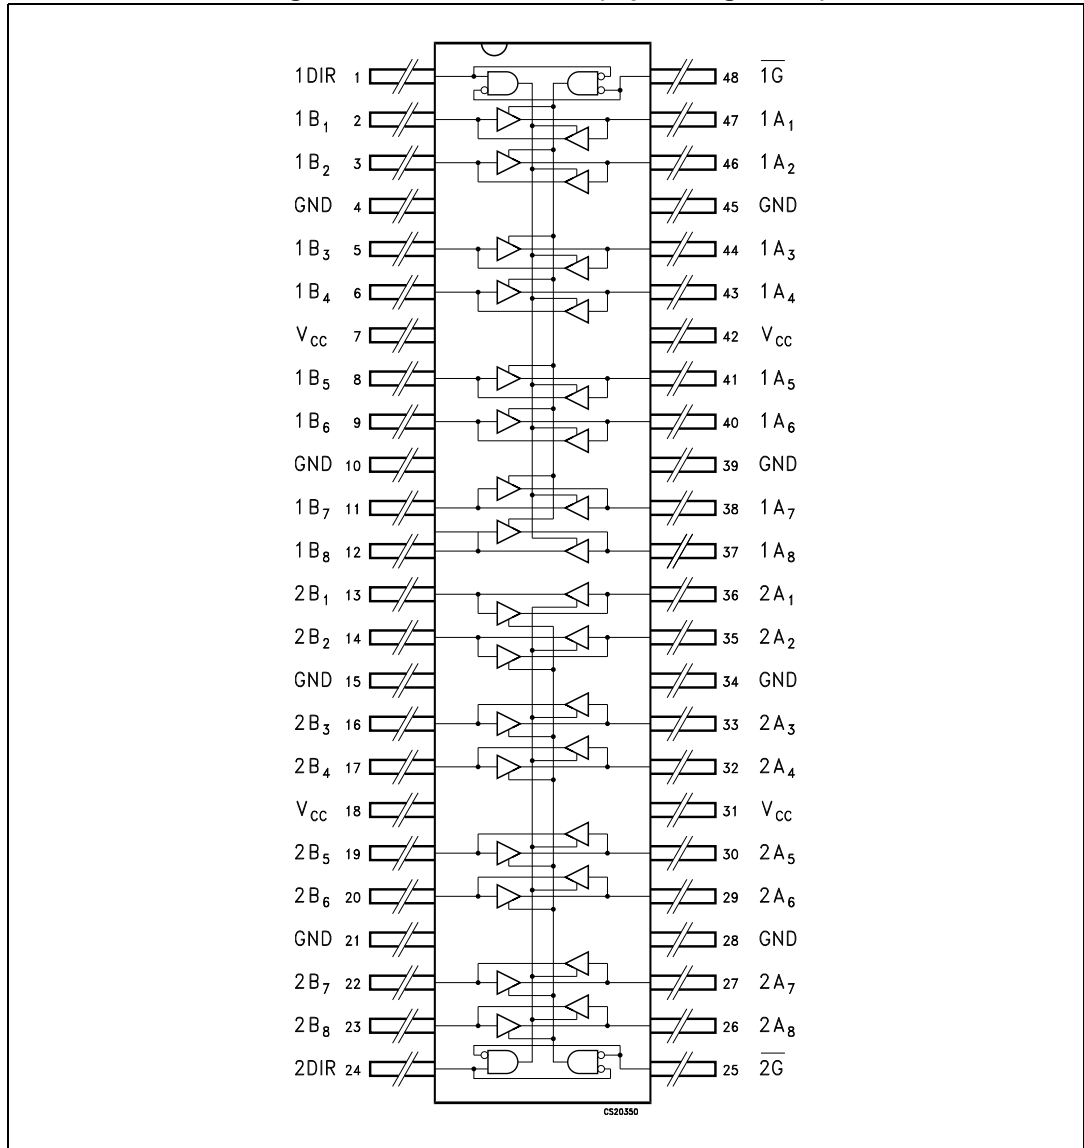 1DIR 1 48 1G̅
1B₁ 2 47 1A₁
1B₂ 3 46 1A₂
GND 4 45 GND
1B₃ 5 44 1A₃
1B₄ 6 43 1A₄
V_CC 7 42 V_CC
1B₅ 8 41 1A₅
1B₆ 9 40 1A₆
GND 10 39 GND
1B₇ 11 38 1A₇
1B₈ 12 37 1A₈
2B₁ 13 36 2A₁
2B₂ 14 35 2A₂
GND 15 34 GND
2B₃ 16 33 2A₃
2B₄ 17 32 2A₄
V_CC 18 31 V_CC
2B₅ 19 30 2A₅
2B₆ 20 29 2A₆
GND 21 28 GND
2B₇ 22 27 2A₇
2B₈ 23 26 2A₈
2DIR 24 25 2G̅
CS20350